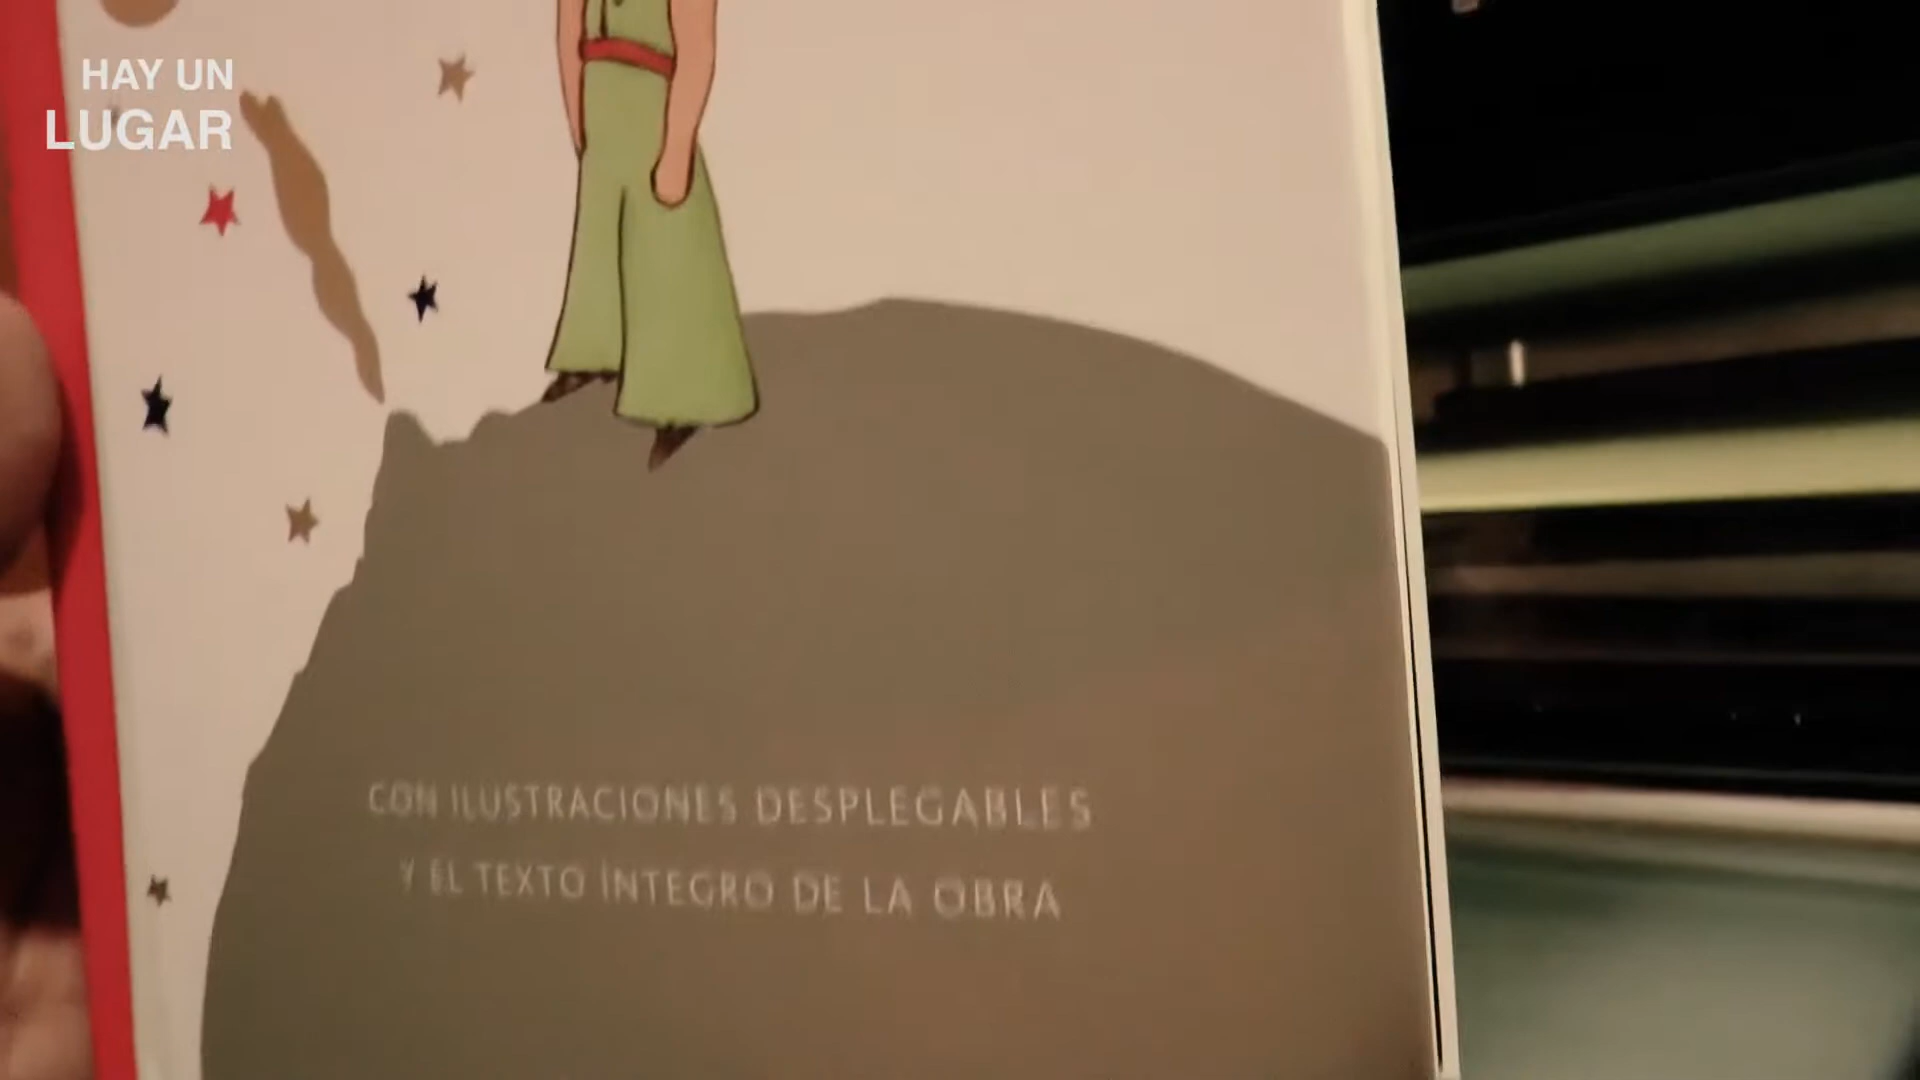 HAY UN
LUGAR
CON ILUSTRACIONES DESPLEGABLES
Y EL TEXTO ÍNTEGRO DE LA OBRA